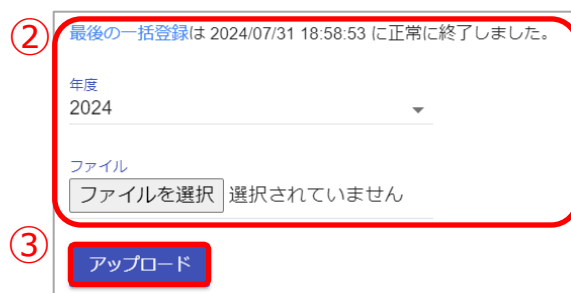 ②
最後の一括登録は 2024/07/31 18:58:53 に正常に終了しました。
年度
2024
ファイル
ファイルを選択 選択されていません
③
アップロード